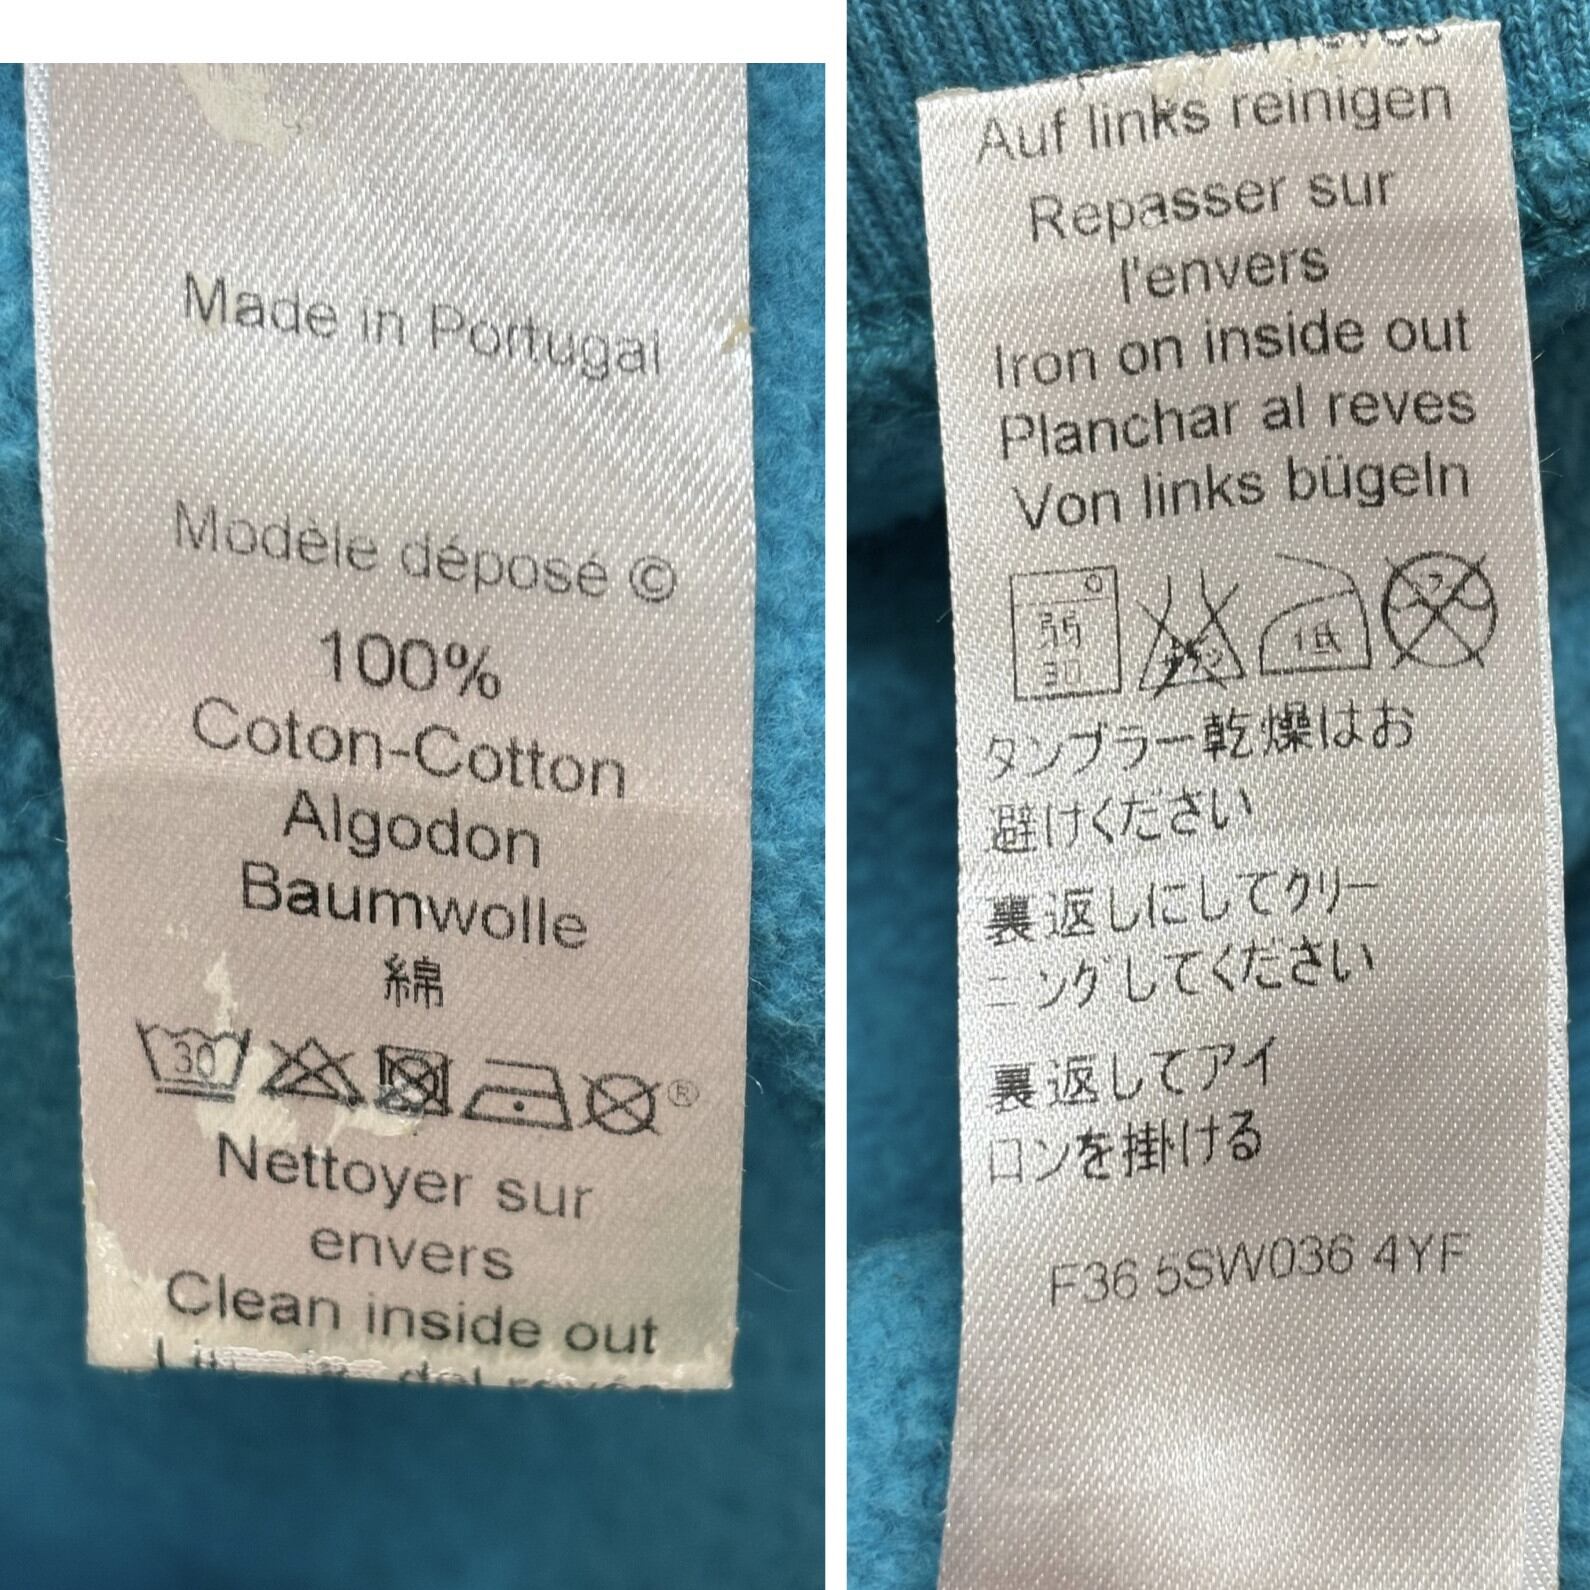 Made in Portugal
Modèle déposé ©
100%
Coton-Cotton
Algodon
Baumwolle
綿
30
®
Nettoyer sur
envers
Clean inside out
del revés
Auf links reinigen
Repasser sur
l'envers
Iron on inside out
Planchar al reves
Von links bügeln
弱
30
低
タンブラー乾燥はお
避けください
裏返しにしてクリー
ニングしてください
裏返してアイ
ロンを掛ける
F36 5SW036 4YF